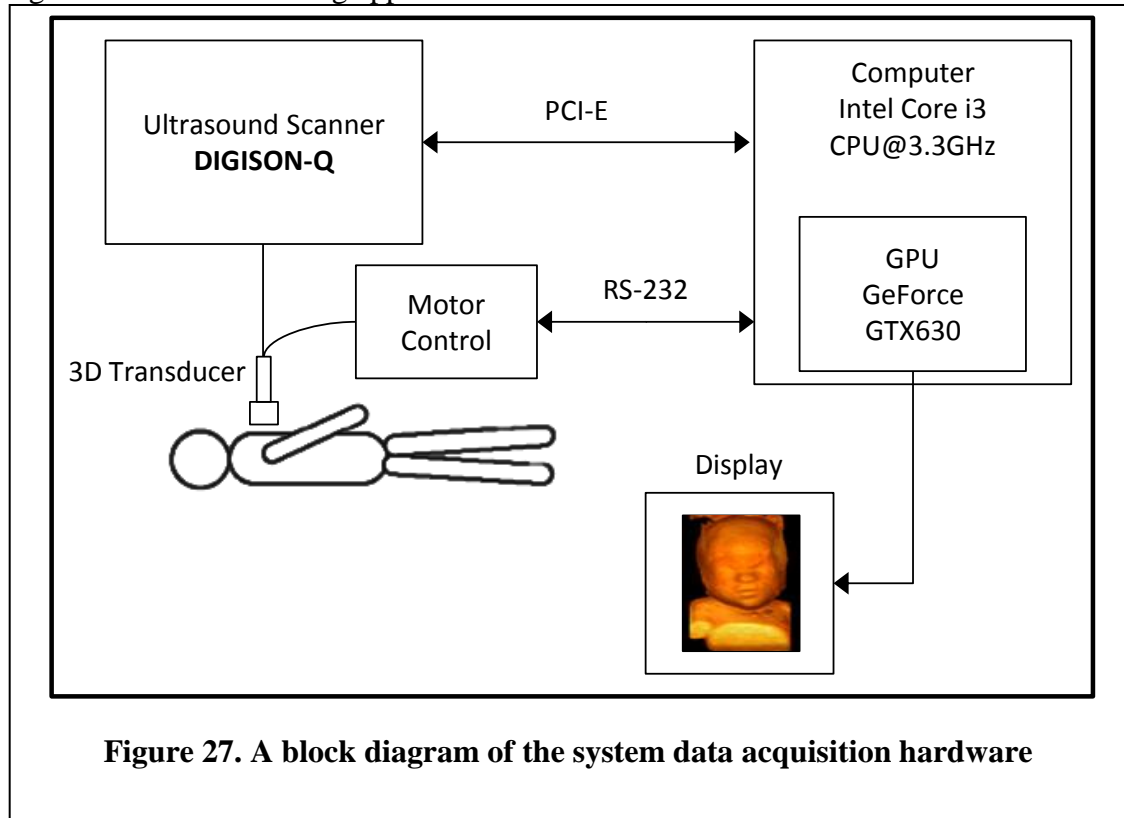 Ultrasound Scanner
DIGISON-Q
PCI-E
Computer
Intel Core i3
CPU@3.3GHz
GPU
GeForce
GTX630
Motor
Control
RS-232
3D Transducer
Display
Figure 27. A block diagram of the system data acquisition hardware